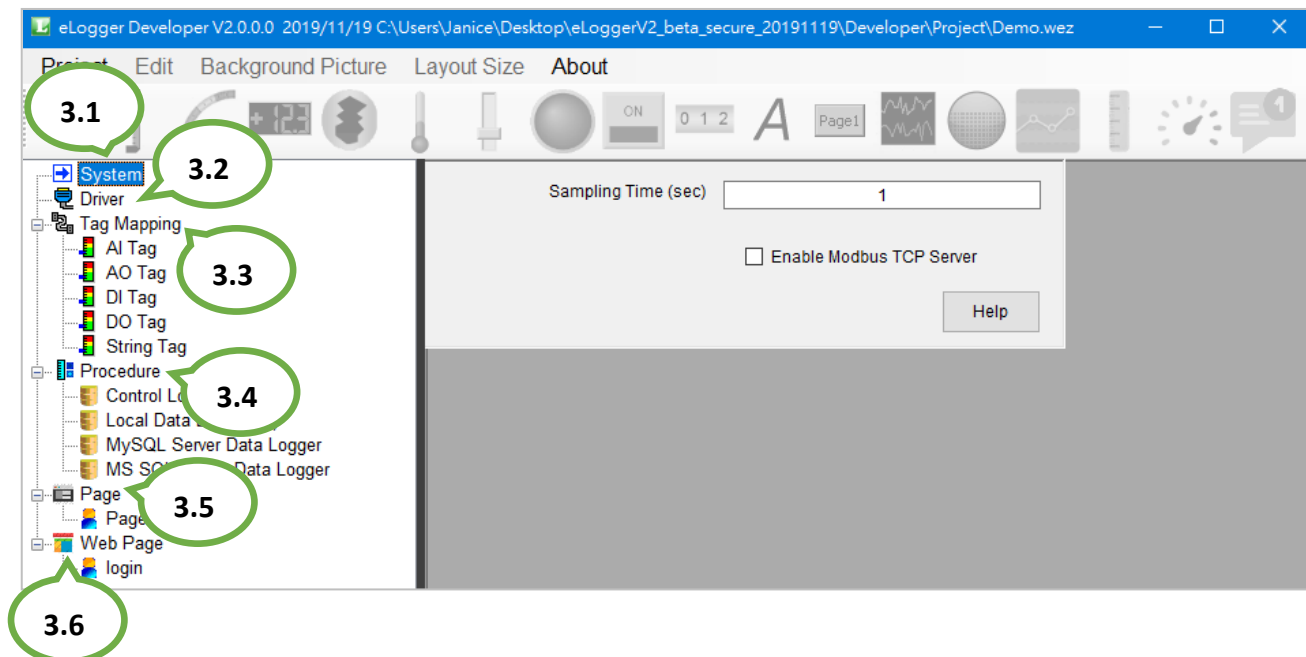 eLogger Developer V2.0.0.0 2019/11/19 C:\Users\Janice\Desktop\eLoggerV2_beta_secure_20191119\Developer\Project\Demo.wez
Project Edit Background Picture Layout Size About
3.1
+123
ON
0 1 2
A
Page1
1
System
3.2
Driver
Tag Mapping
AI Tag
AO Tag
3.3
DI Tag
DO Tag
String Tag
Procedure
Control
3.4
Local Data
MySQL Server Data Logger
MS Data Logger
Page
3.5
Page
Web Page
login
3.6
Sampling Time (sec) 1
Enable Modbus TCP Server
Help